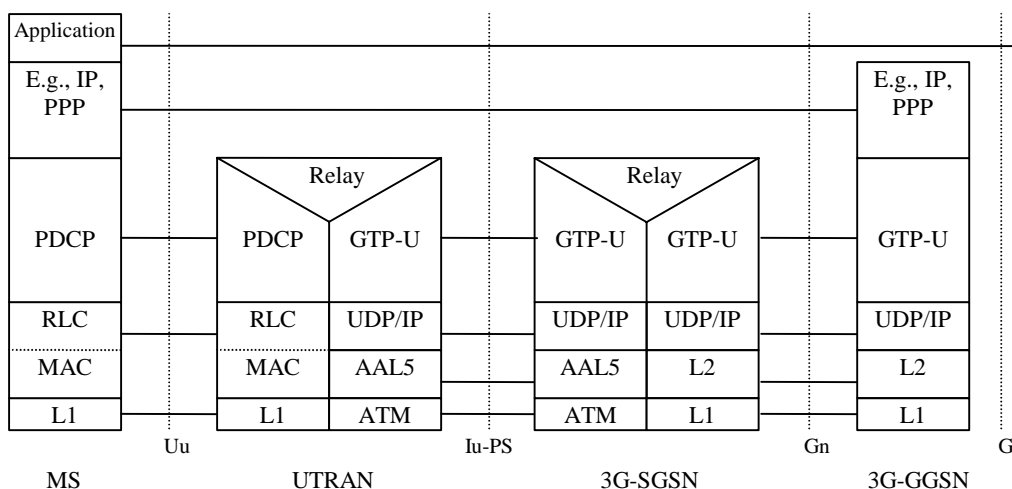 Application
E.g., IP,
PPP
E.g., IP,
PPP
Relay
Relay
PDCP
PDCP
GTP-U
GTP-U
GTP-U
GTP-U
RLC
RLC
UDP/IP
UDP/IP
UDP/IP
UDP/IP
MAC
MAC
AAL5
AAL5
L2
L2
L1
L1
ATM
ATM
L1
L1
Uu
Iu-PS
Gn
G
MS
UTRAN
3G-SGSN
3G-GGSN